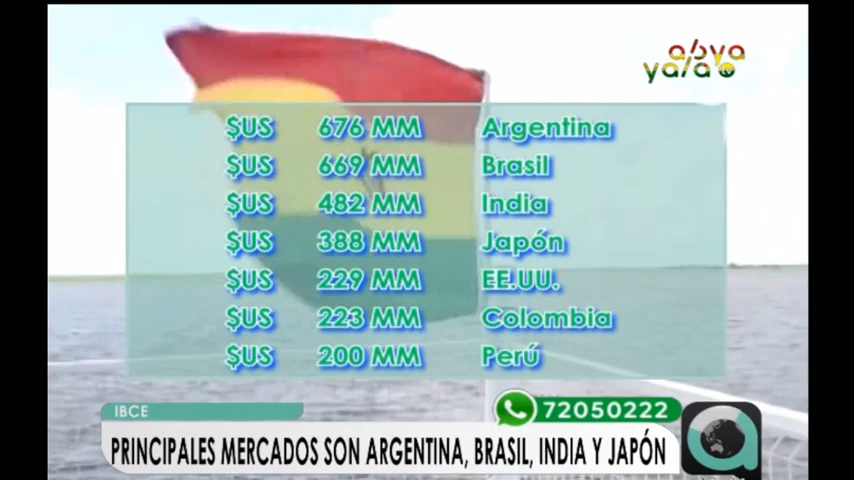 abya
yala tv
$US 676 MM Argentina
$US 669 MM Brasil
$US 482 MM India
$US 388 MM Japón
$US 229 MM EE.UU.
$US 223 MM Colombia
$US 200 MM Perú
IBCE
72050222
PRINCIPALES MERCADOS SON ARGENTINA, BRASIL, INDIA Y JAPÓN